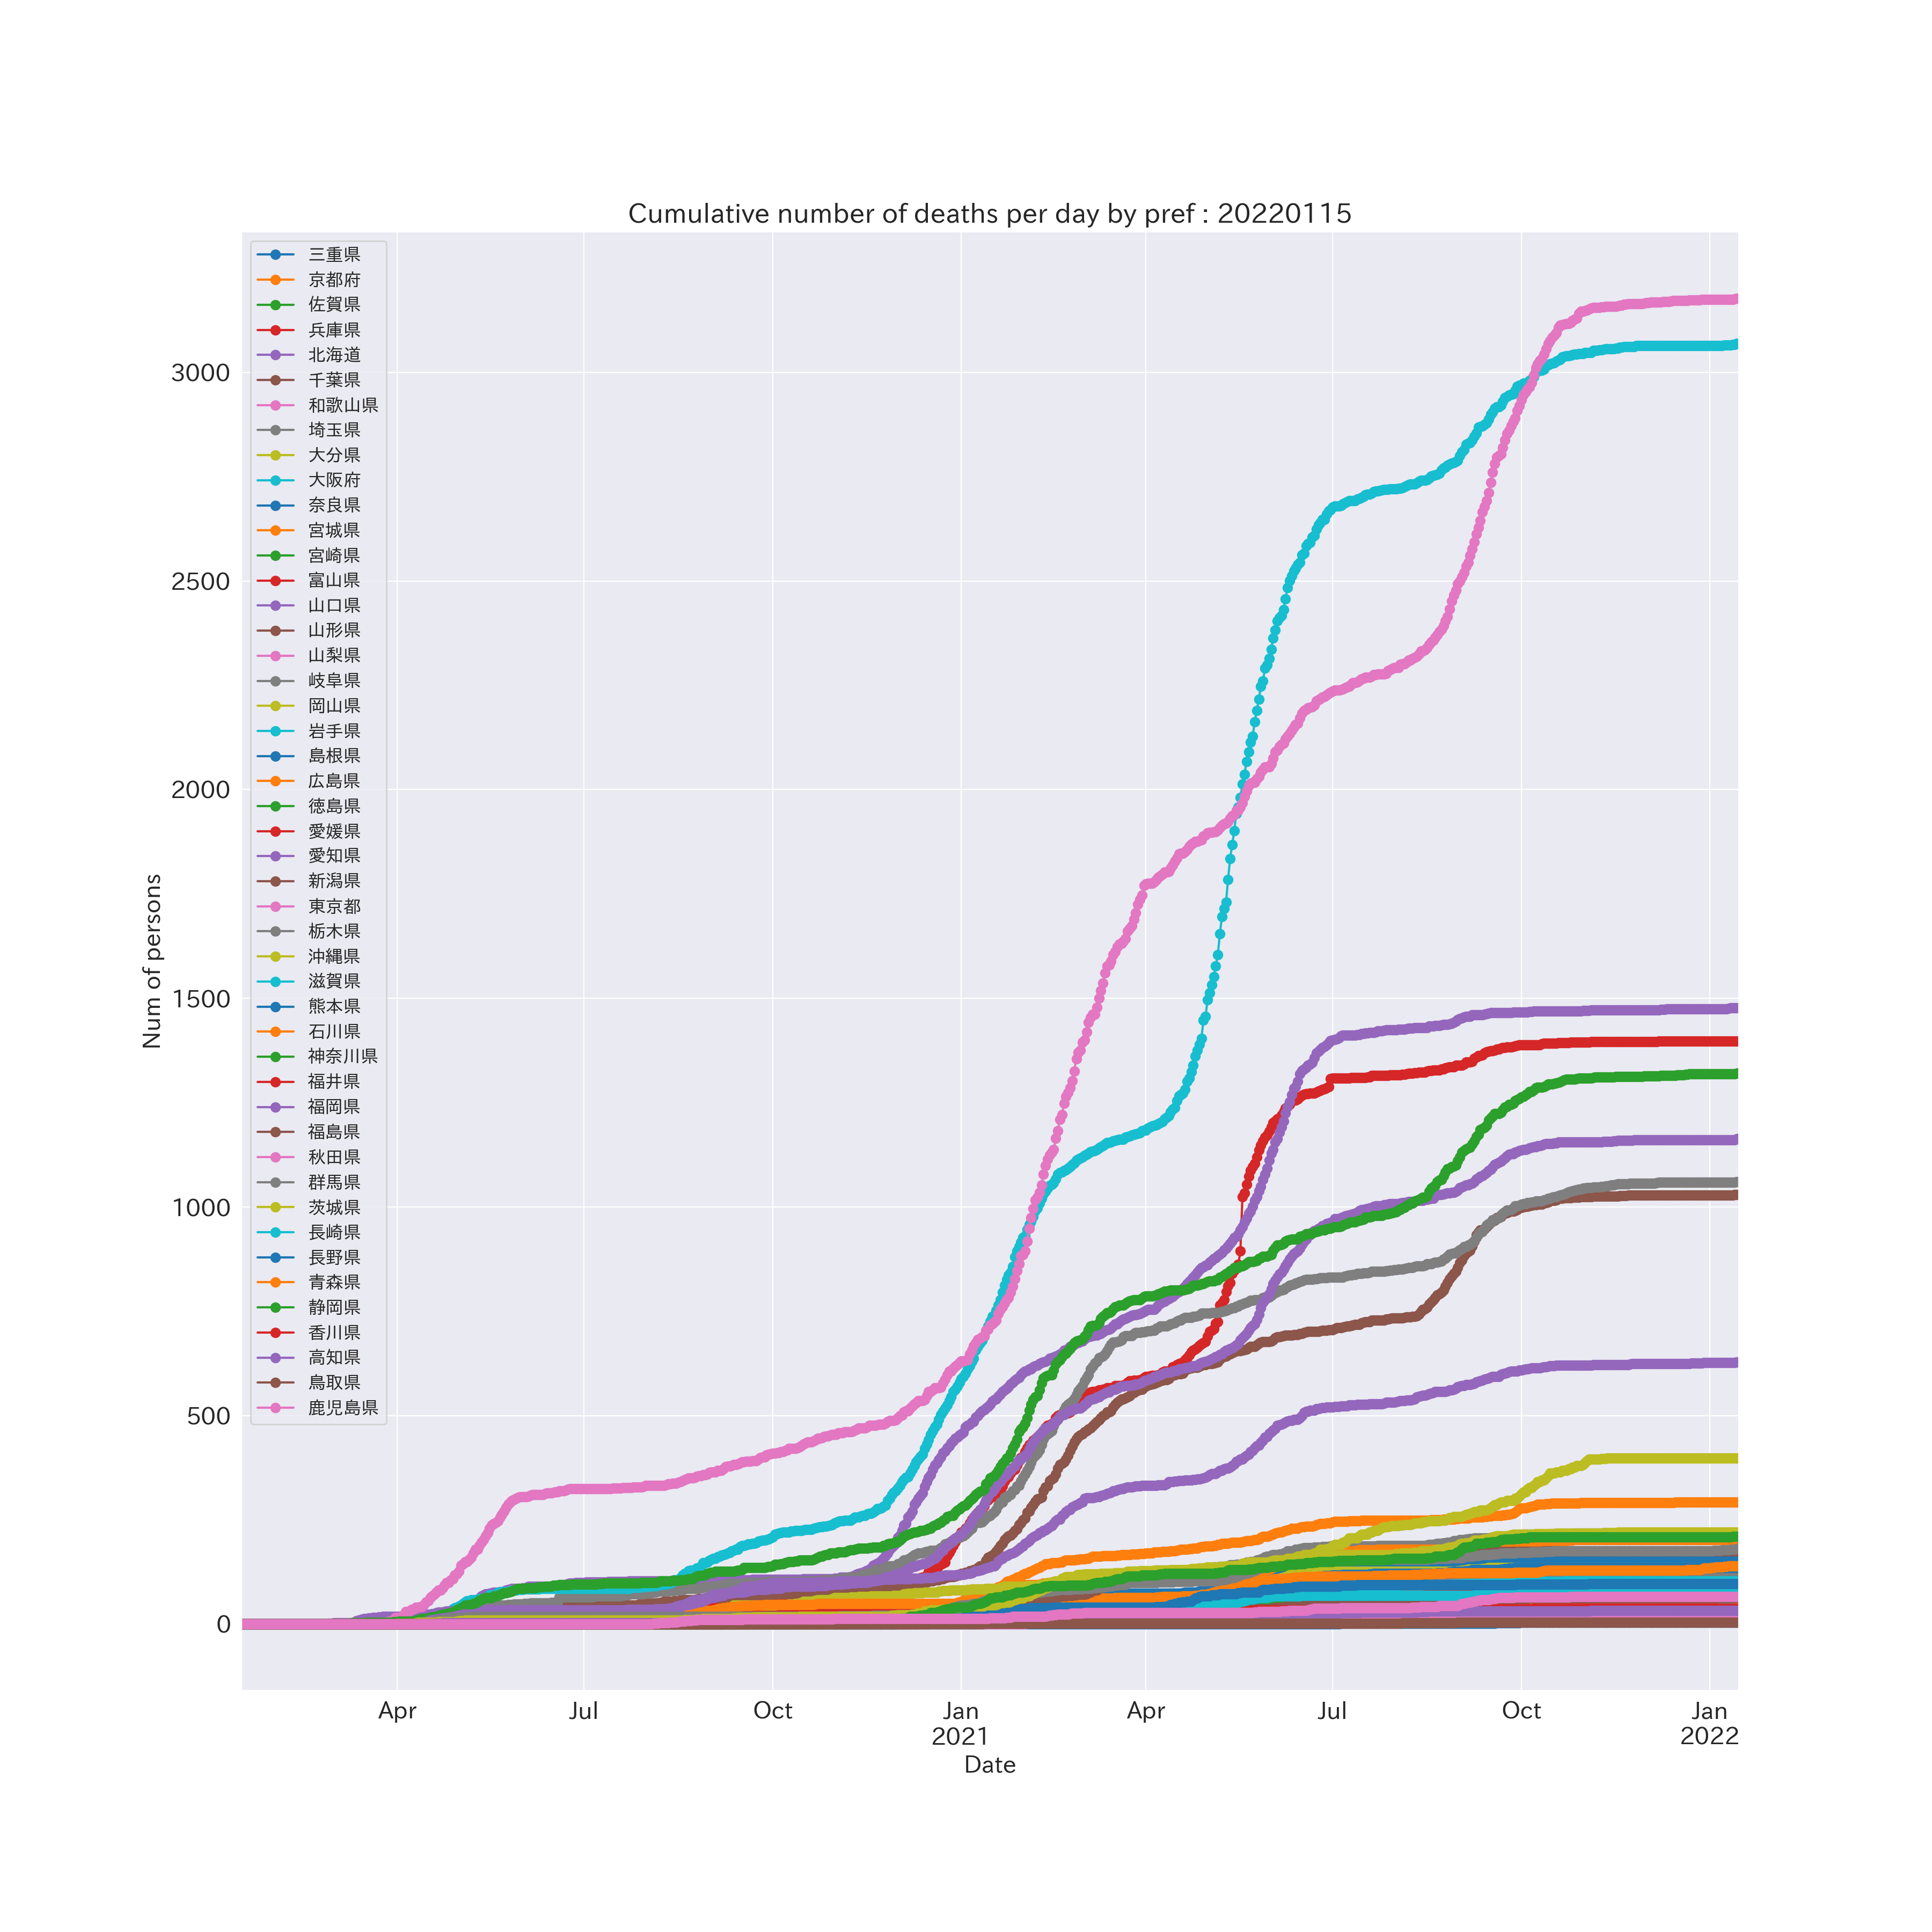 Cumulative number of deaths per day by pref : 20220115
三重県
京都府
佐賀県
兵庫県
北海道
千葉県
和歌山県
埼玉県
大分県
大阪府
奈良県
宮城県
宮崎県
富山県
山口県
山形県
山梨県
岐阜県
岡山県
岩手県
島根県
広島県
徳島県
愛媛県
愛知県
新潟県
東京都
栃木県
沖縄県
滋賀県
熊本県
石川県
神奈川県
福井県
福岡県
福島県
秋田県
群馬県
茨城県
長崎県
長野県
青森県
静岡県
香川県
高知県
鳥取県
鹿児島県
Num of persons
3000
2500
2000
1500
1000
500
0
Apr Jul Oct Jan Apr Jul Oct Jan
2021 2022
Date